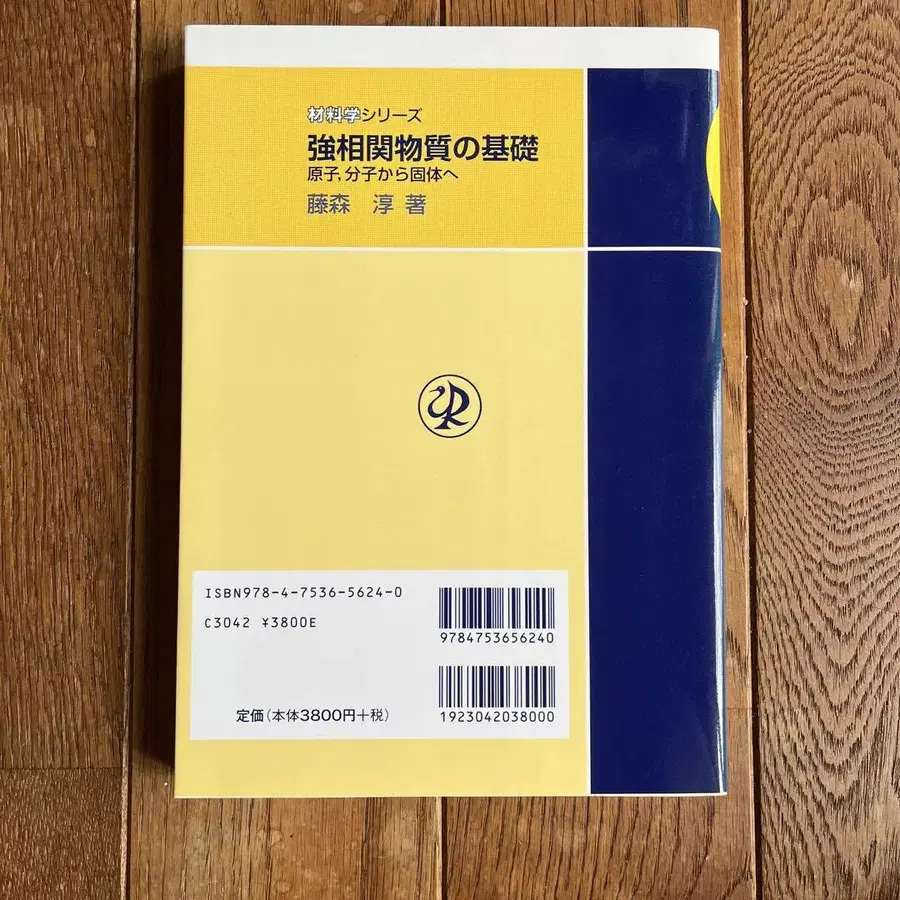 材料学シリーズ
強相関物質の基礎
原子,分子から固体へ
藤森 淳 著
ISBN978-4-7536-5624-0
C3042 ¥3800E
9784753656240
定価(本体3800円+税)
1923042038000